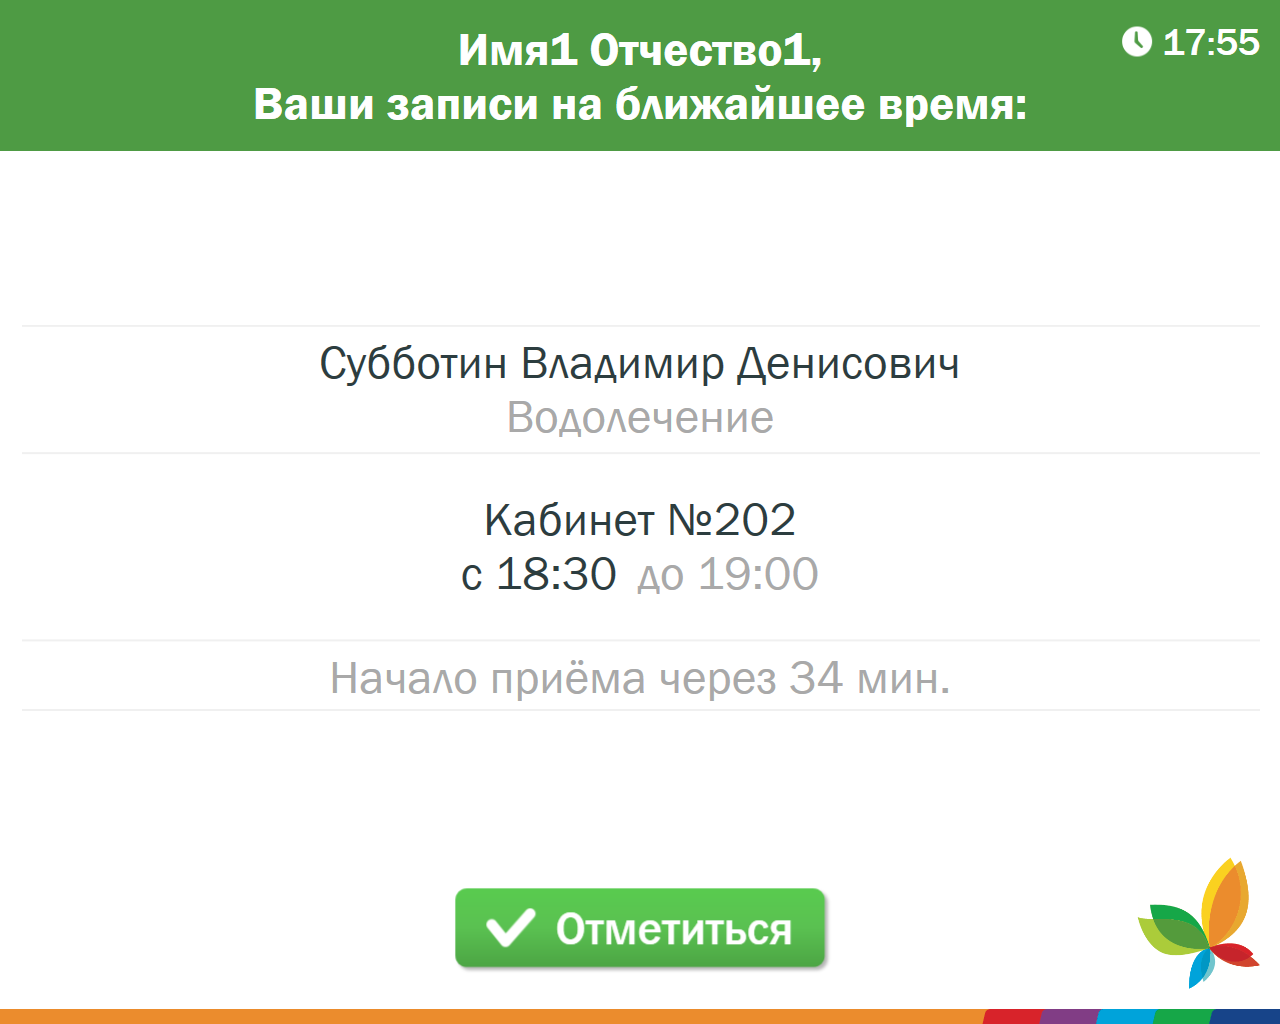 Имя1 Отчество1,
17:55
Ваши записи на ближайшее время:
Субботин Владимир Денисович
Водолечение
Кабинет №202
с 18:30 до 19:00
Начало приёма через 34 мин.
Отметиться